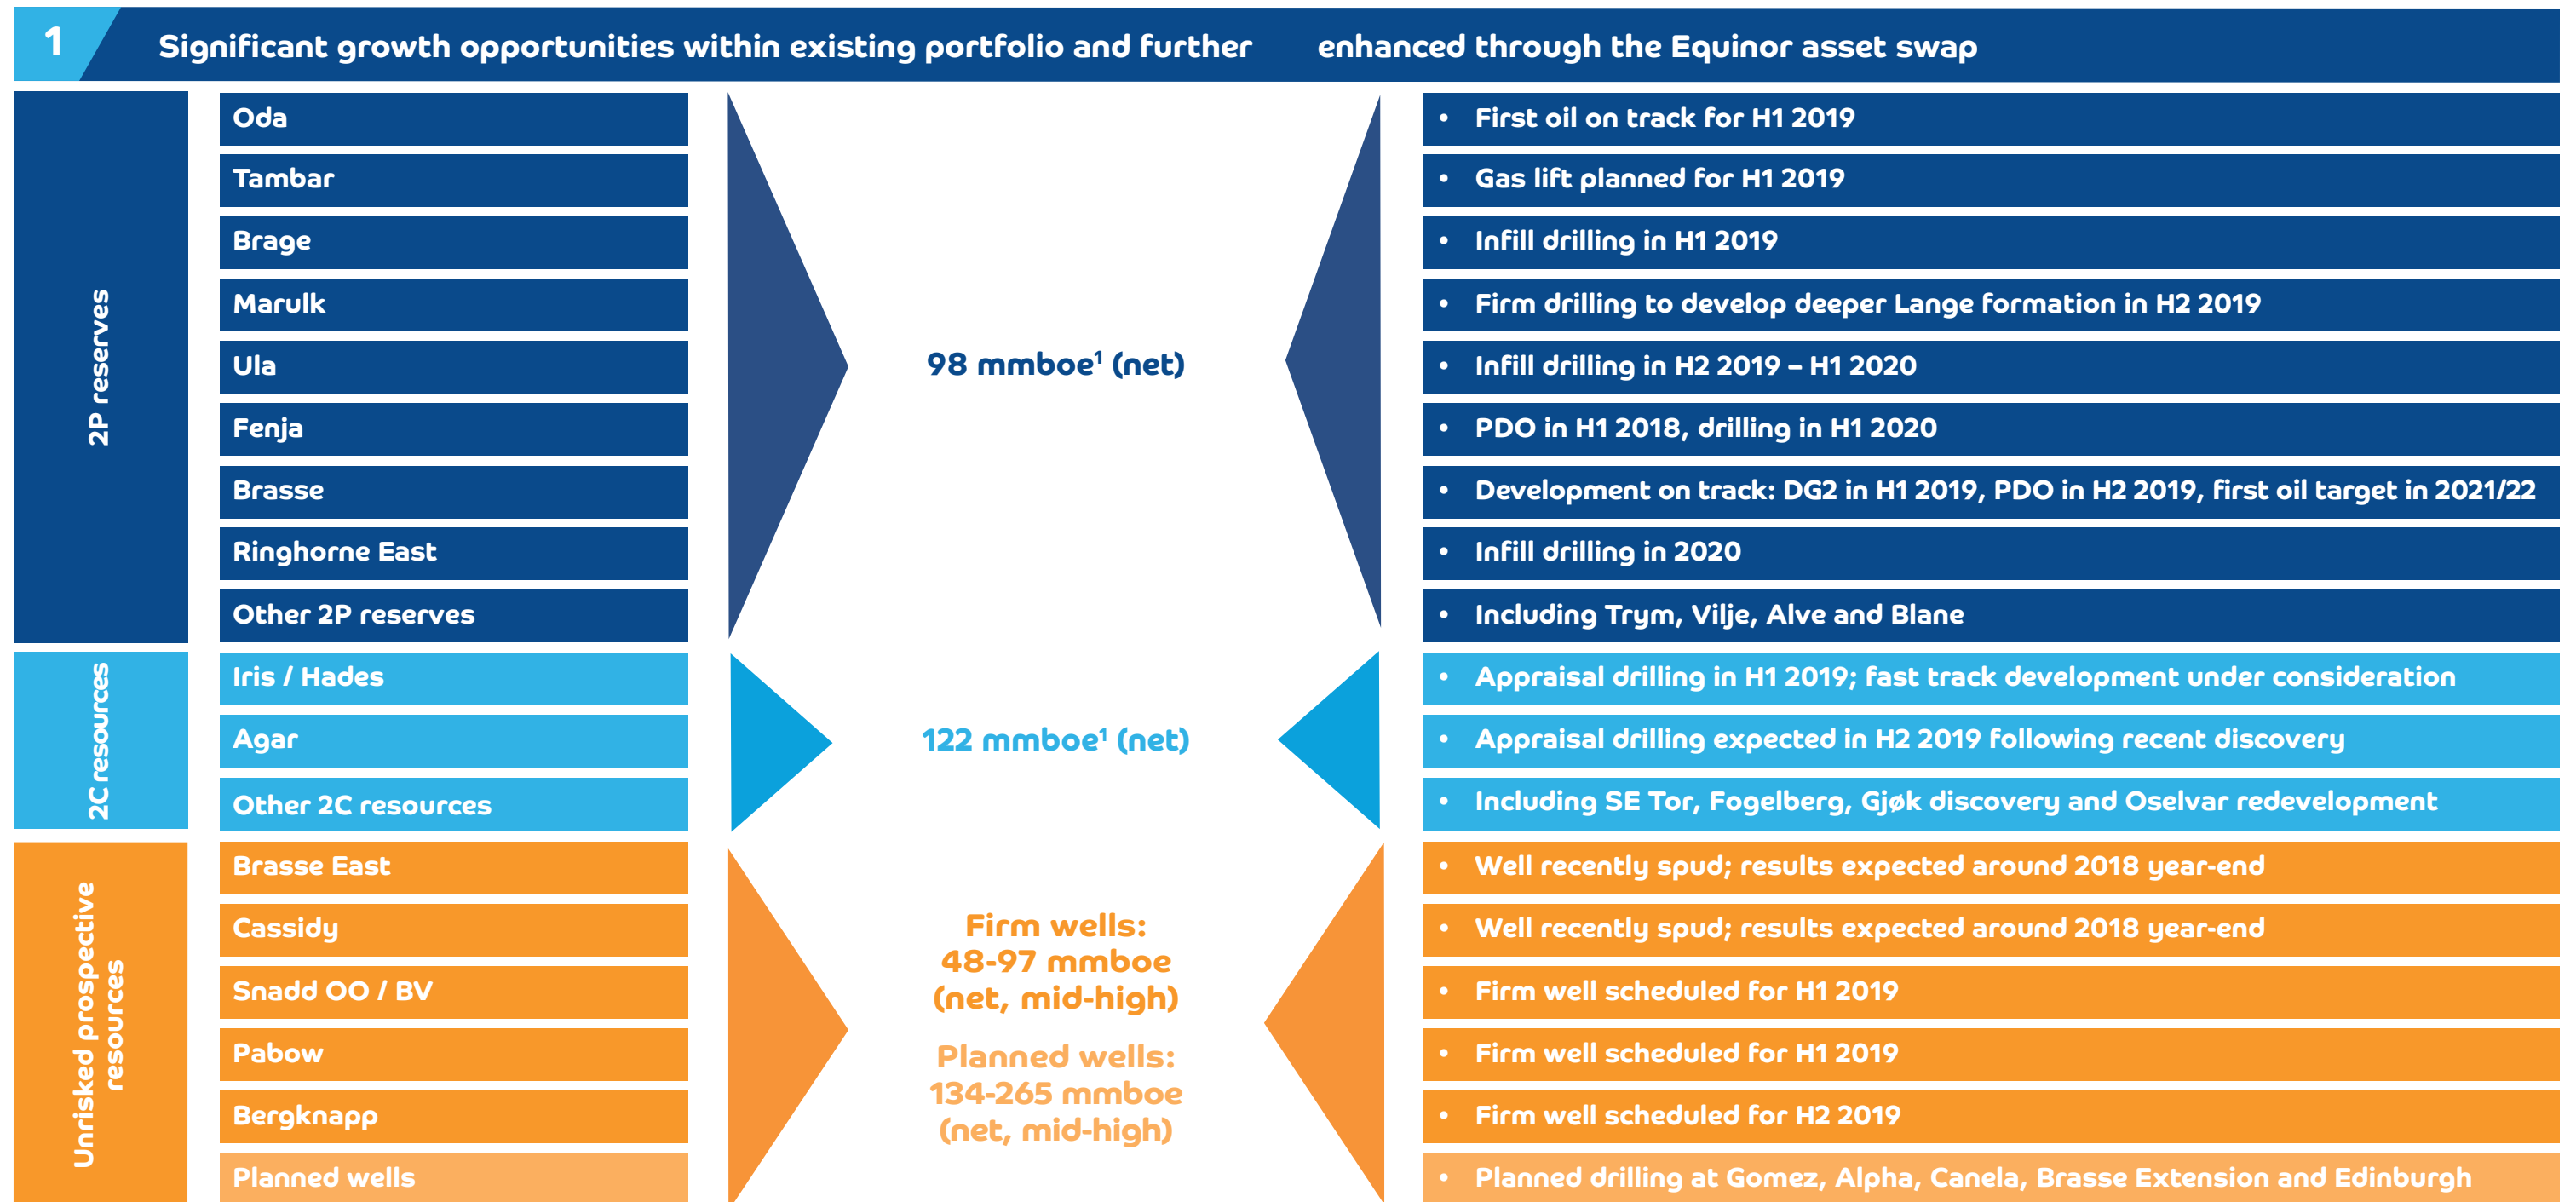 1
Significant growth opportunities within existing portfolio and further enhanced through the Equinor asset swap
2P reserves
Oda
• First oil on track for H1 2019
Tambar
• Gas lift planned for H1 2019
Brage
• Infill drilling in H1 2019
Marulk
• Firm drilling to develop deeper Lange formation in H2 2019
Ula
• Infill drilling in H2 2019 – H1 2020
Fenja
• PDO in H1 2018, drilling in H1 2020
Brasse
• Development on track: DG2 in H1 2019, PDO in H2 2019, first oil target in 2021/22
Ringhorne East
• Infill drilling in 2020
Other 2P reserves
• Including Trym, Vilje, Alve and Blane
98 mmboe¹ (net)
2C resources
Iris / Hades
• Appraisal drilling in H1 2019; fast track development under consideration
Agar
• Appraisal drilling expected in H2 2019 following recent discovery
Other 2C resources
• Including SE Tor, Fogelberg, Gjøk discovery and Oselvar redevelopment
122 mmboe¹ (net)
Unrisked prospective
resources
Brasse East
• Well recently spud; results expected around 2018 year-end
Cassidy
• Well recently spud; results expected around 2018 year-end
Snadd OO / BV
• Firm well scheduled for H1 2019
Pabow
• Firm well scheduled for H1 2019
Bergknapp
• Firm well scheduled for H2 2019
Planned wells
• Planned drilling at Gomez, Alpha, Canela, Brasse Extension and Edinburgh
Firm wells:
48-97 mmboe
(net, mid-high)
Planned wells:
134-265 mmboe
(net, mid-high)